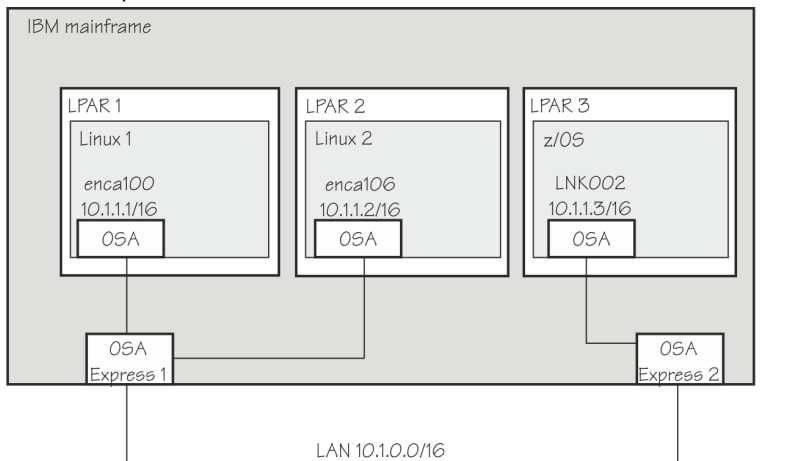 IBM mainframe
LPAR 1
Linux 1
enca100
10.1.1.1/16
OSA
LPAR 2
Linux 2
enca106
10.1.1.2/16
OSA
LPAR 3
z/OS
LNK002
10.1.1.3/16
OSA
OSA
Express 1
OSA
Express 2
LAN 10.1.0.0/16